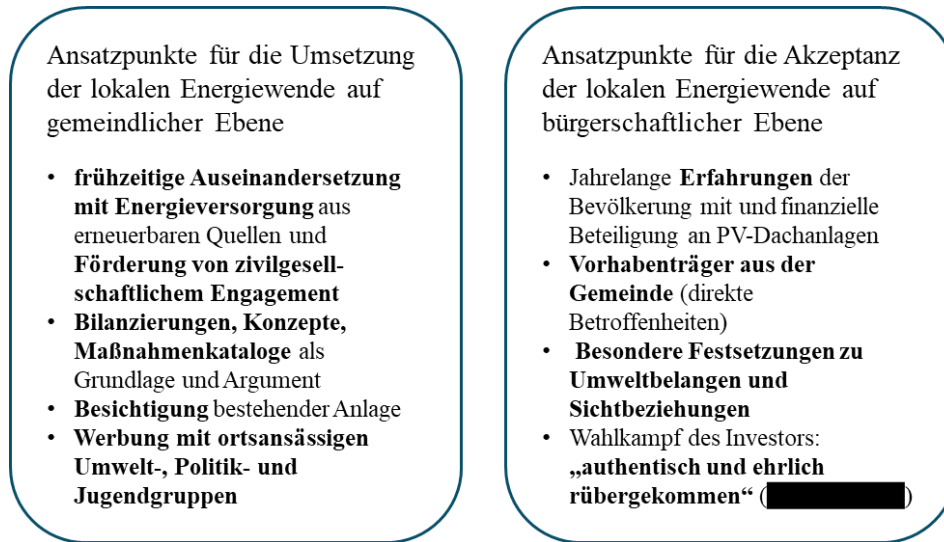 Ansatzpunkte für die Umsetzung
der lokalen Energiewende auf
gemeindlicher Ebene
• frühzeitige Auseinandersetzung
mit Energieversorgung aus
erneuerbaren Quellen und
Förderung von zivilgesell-
schaftlichem Engagement
• Bilanzierungen, Konzepte,
Maßnahmenkataloge als
Grundlage und Argument
• Besichtigung bestehender Anlage
• Werbung mit ortsansässigen
Umwelt-, Politik- und
Jugendgruppen
Ansatzpunkte für die Akzeptanz
der lokalen Energiewende auf
bürgerschaftlicher Ebene
• Jahrelange Erfahrungen der
Bevölkerung mit und finanzielle
Beteiligung an PV-Dachanlagen
• Vorhabenträger aus der
Gemeinde (direkte
Betroffenheiten)
• Besondere Festsetzungen zu
Umweltbelangen und
Sichtbeziehungen
• Wahlkampf des Investors:
„authentisch und ehrlich
rübergekommen“ ( )